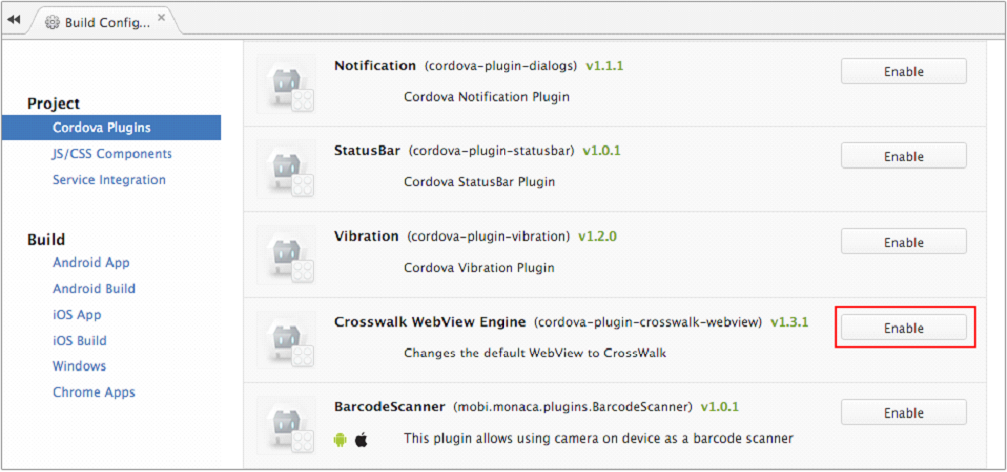 Build Config...
Project
Cordova Plugins
JS/CSS Components
Service Integration
Build
Android App
Android Build
iOS App
iOS Build
Windows
Chrome Apps
Notification (cordova-plugin-dialogs) v1.1.1
Enable
Cordova Notification Plugin
StatusBar (cordova-plugin-statusbar) v1.0.1
Enable
Cordova StatusBar Plugin
Vibration (cordova-plugin-vibration) v1.2.0
Enable
Cordova Vibration Plugin
Crosswalk WebView Engine (cordova-plugin-crosswalk-webview) v1.3.1
Enable
Changes the default WebView to CrossWalk
BarcodeScanner (mobi.monaca.plugins.BarcodeScanner) v1.0.1
Enable
This plugin allows using camera on device as a barcode scanner